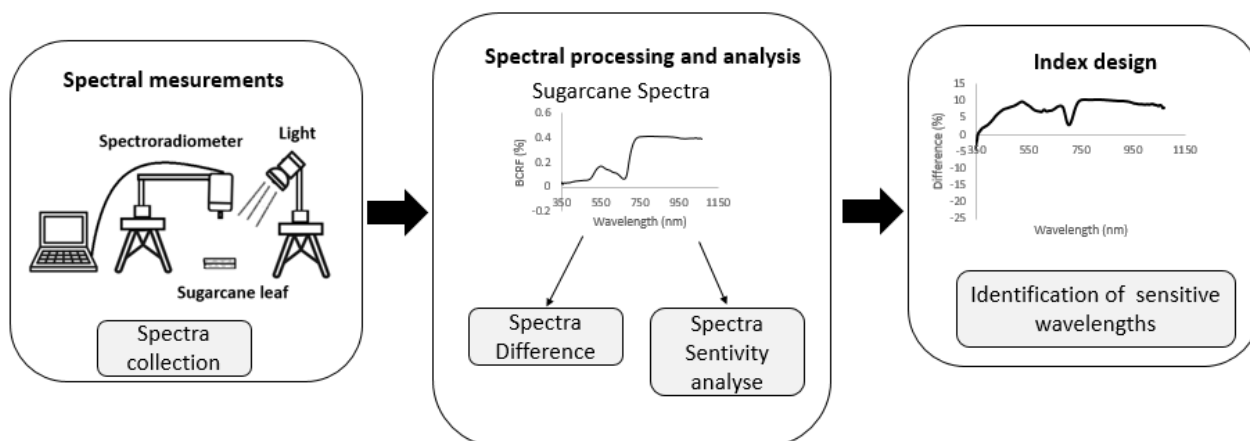 Spectral mesurements
Spectroradiometer
Light
Sugarcane leaf
Spectra
collection
Spectral processing and analysis
Sugarcane Spectra
0.6
0.4
0.2
0
-0.2
BCRF (%)
350 550 750 950 1150
Wavelength (nm)
Spectra
Difference
Spectra
Sentivity
analyse
Index design
15
10
5
0
-5
-10
-15
-20
-25
Difference (%)
350 550 750 950 1150
Wavelength (nm)
Identification of sensitive
wavelengths